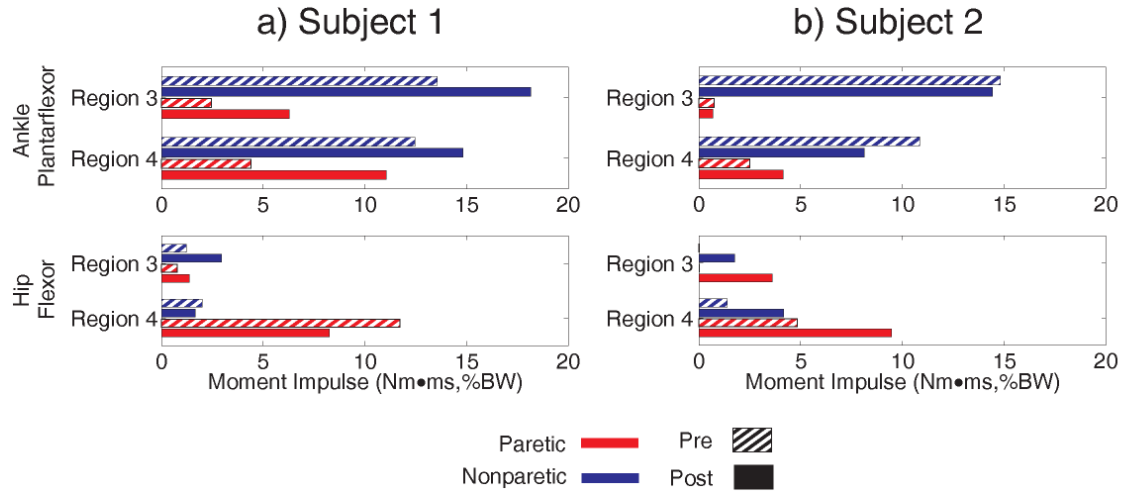 a) Subject 1
b) Subject 2
Ankle
Plantarflexor
Region 3
Region 4
0 5 10 15 20
Region 3
Region 4
0 5 10 15 20
Hip
Flexor
Region 3
Region 4
0 5 10 15 20
Moment Impulse (Nm•ms,%BW)
Region 3
Region 4
0 5 10 15 20
Moment Impulse (Nm•ms,%BW)
Paretic
Pre
Nonparetic
Post